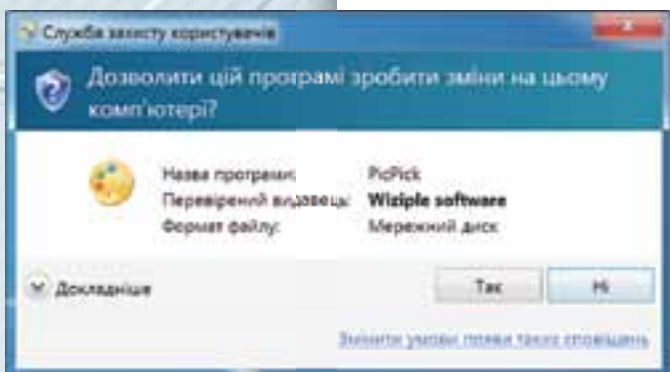 Служба захисту користувачів
Дозволити цій програмі зробити зміни на цьому
комп'ютері?
Назва програми: PicPick
Перевірений видавець: Wiziple software
Формат файлу: Мережний диск
Докладніше
Так Ні
Змінити умови появи таких сповіщень